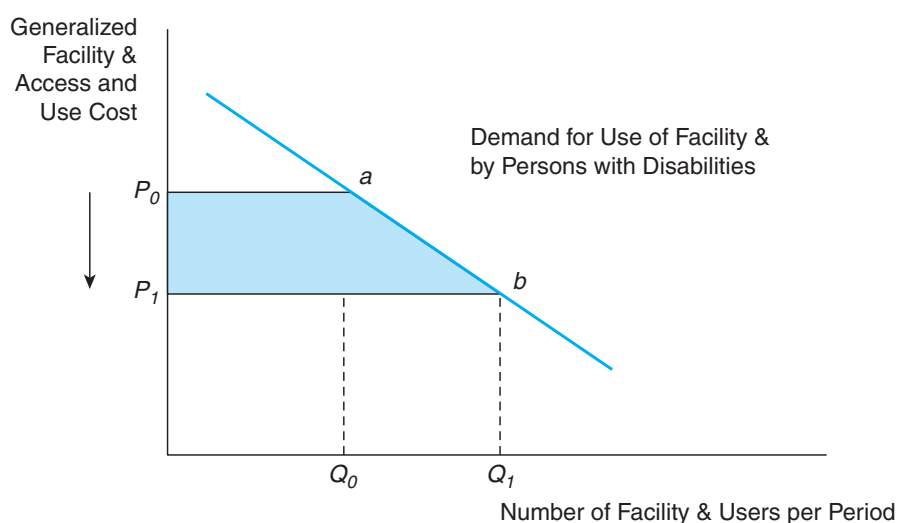 Generalized
Facility &
Access and
Use Cost
Demand for Use of Facility &
by Persons with Disabilities
a
P0
b
P1
Q0
Q1
Number of Facility & Users per Period